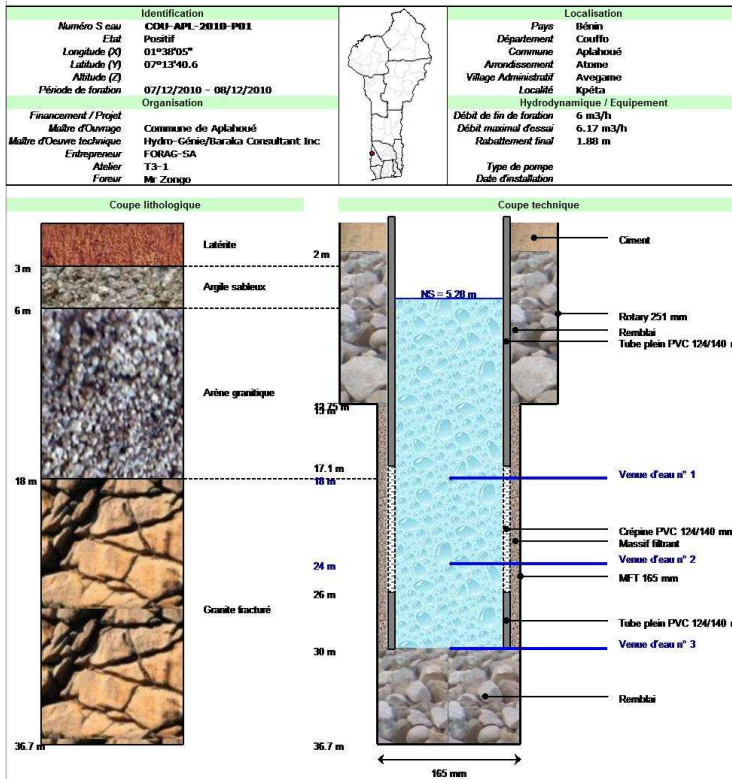 Identification
Numéro S eau COU-APL-2010-P01
Etat Positif
Longitude (X) 01°38'05"
Latitude (Y) 07°13'40.6
Altitude (Z)
Période de foration 07/12/2010 - 08/12/2010
Organisation
Financement / Projet
Maître d'Ouvrage Commune de Aplahoué
Maître d'Oeuvre technique Hydro-Génie/Baraka Consultant Inc
Entrepreneur FORAG-SA
Atelier T3-1
Foreur Mr Zongo
Localisation
Pays Bénin
Département Couffo
Commune Aplahoué
Arrondissement Atome
Village Administratif Avegame
Localité Kpéta
Hydrodynamique / Equipement
Débit de fin de foration 6 m3/h
Débit maximal d'essai 6.17 m3/h
Rabattement final 1.88 m
Type de pompe
Date d'installation
Coupe lithologique
Latérite
3 m
Argile sableux
6 m
Arène granitique
18 m
Granite fracturé
36.7 m
Coupe technique
2 m
Ciment
NS = 5.28 m
Rotary 251 mm
Remblai
Tube plein PVC 124/140
12.75 m
13 m
17.1 m
18 m
Venue d'eau n° 1
Crépine PVC 124/140 mm
Massif filtrant
24 m
Venue d'eau n° 2
MFT 165 mm
26 m
Tube plein PVC 124/140
30 m
Venue d'eau n° 3
Remblai
36.7 m
165 mm